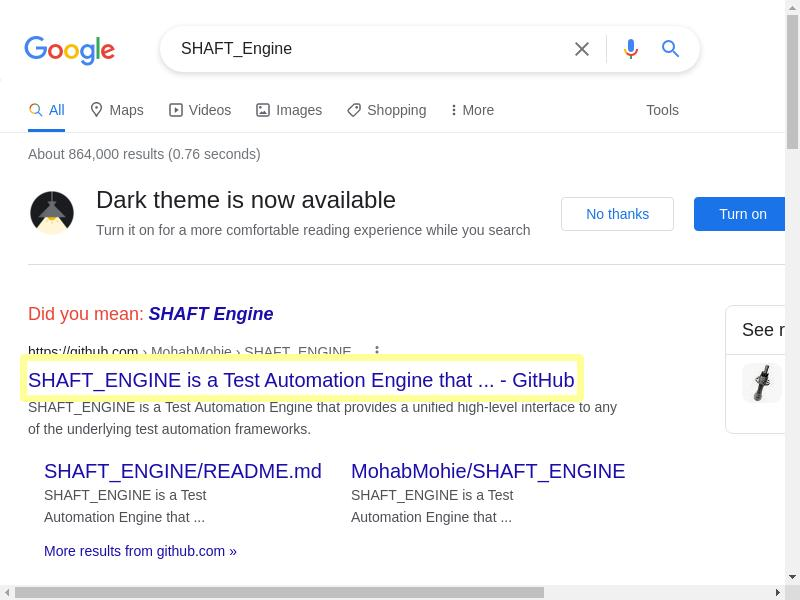 Google
SHAFT_Engine
All Maps Videos Images Shopping More Tools
About 864,000 results (0.76 seconds)
Dark theme is now available
Turn it on for a more comfortable reading experience while you search
No thanks
Turn on
Did you mean: SHAFT Engine
https://github.com › MohabMohie › SHAFT_ENGINE
SHAFT_ENGINE is a Test Automation Engine that ... - GitHub
SHAFT_ENGINE is a Test Automation Engine that provides a unified high-level interface to any
of the underlying test automation frameworks.
SHAFT_ENGINE/README.md
SHAFT_ENGINE is a Test
Automation Engine that ...
MohabMohie/SHAFT_ENGINE
SHAFT_ENGINE is a Test
Automation Engine that ...
More results from github.com »
See